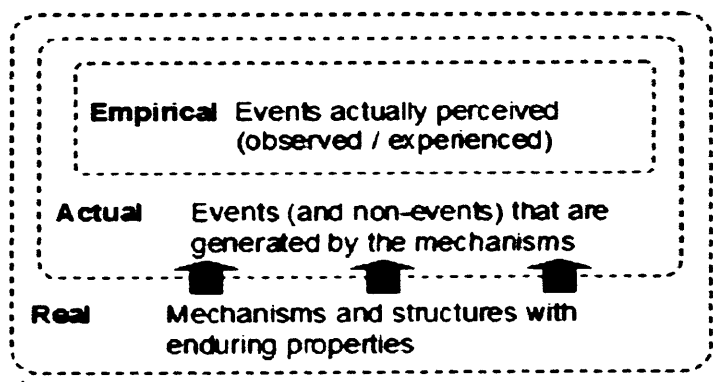 Empirical Events actually perceived
(observed / experienced)
Actual Events (and non-events) that are
generated by the mechanisms
Real Mechanisms and structures with
enduring properties